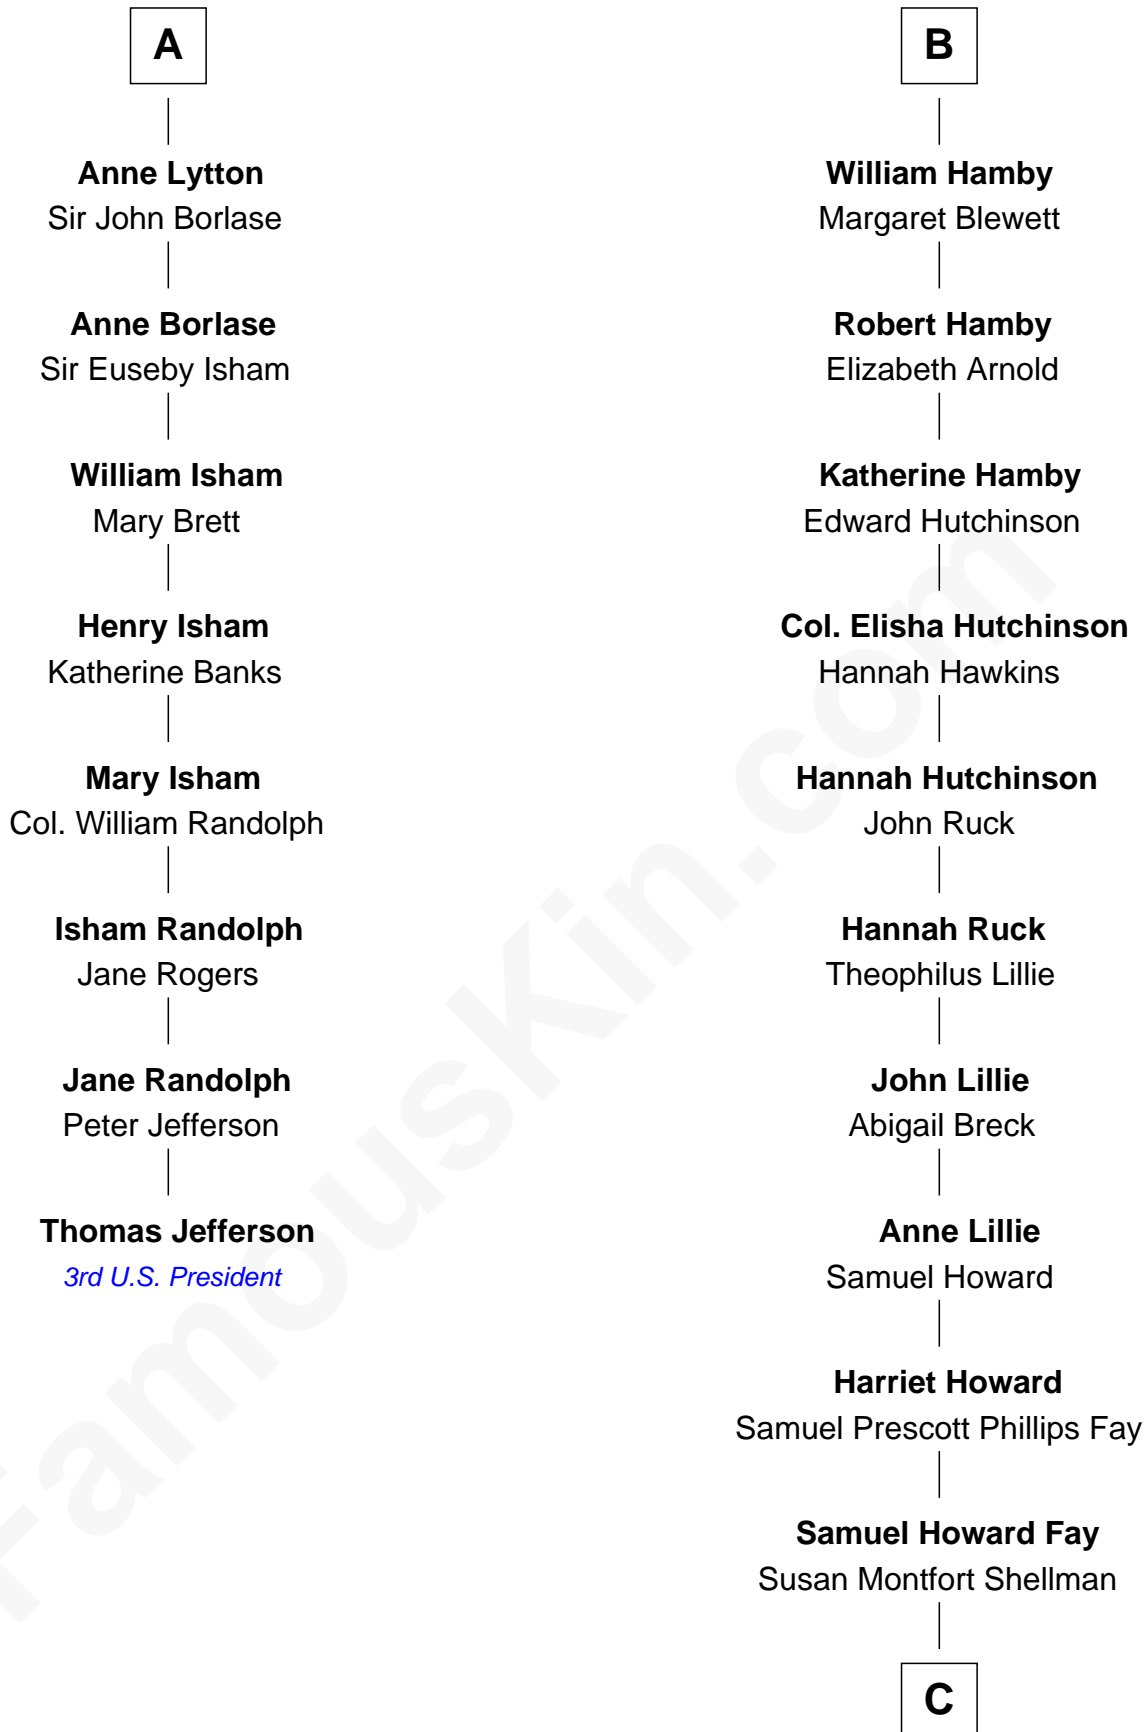 A
Anne Lytton
Sir John Borlase
Anne Borlase
Sir Euseby Isham
William Isham
Mary Brett
Henry Isham
Katherine Banks
Mary Isham
Col. William Randolph
Isham Randolph
Jane Rogers
Jane Randolph
Peter Jefferson
Thomas Jefferson
3rd U.S. President
B
William Hamby
Margaret Blewett
Robert Hamby
Elizabeth Arnold
Katherine Hamby
Edward Hutchinson
Col. Elisha Hutchinson
Hannah Hawkins
Hannah Hutchinson
John Ruck
Hannah Ruck
Theophilus Lillie
John Lillie
Abigail Breck
Anne Lillie
Samuel Howard
Harriet Howard
Samuel Prescott Phillips Fay
Samuel Howard Fay
Susan Montfort Shellman
C
FamousKin.com